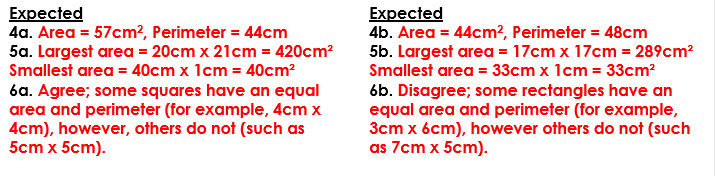 Expected
4a. Area = 57cm², Perimeter = 44cm
5a. Largest area = 20cm x 21cm = 420cm²
Smallest area = 40cm x 1cm = 40cm²
6a. Agree; some squares have an equal
area and perimeter (for example, 4cm x
4cm), however, others do not (such as
5cm x 5cm).
Expected
4b. Area = 44cm², Perimeter = 48cm
5b. Largest area = 17cm x 17cm = 289cm²
Smallest area = 33cm x 1cm = 33cm²
6b. Disagree; some rectangles have an
equal area and perimeter (for example,
3cm x 6cm), however others do not (such
as 7cm x 5cm).